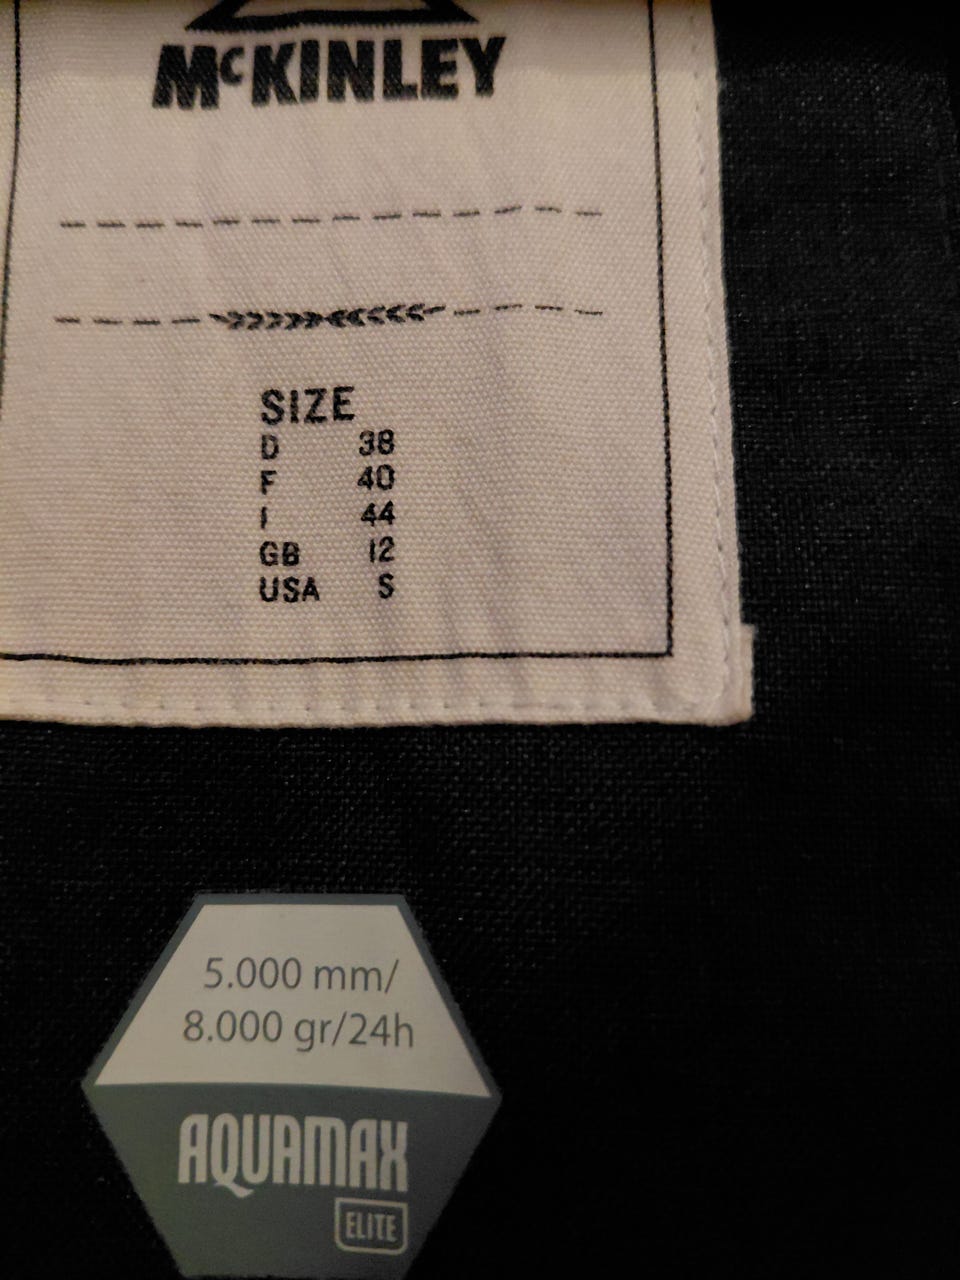 McKINLEY
SIZE
D 38
F 40
I 44
GB 12
USA S
5.000 mm/
8.000 gr/24h
AQUAMAX
ELITE